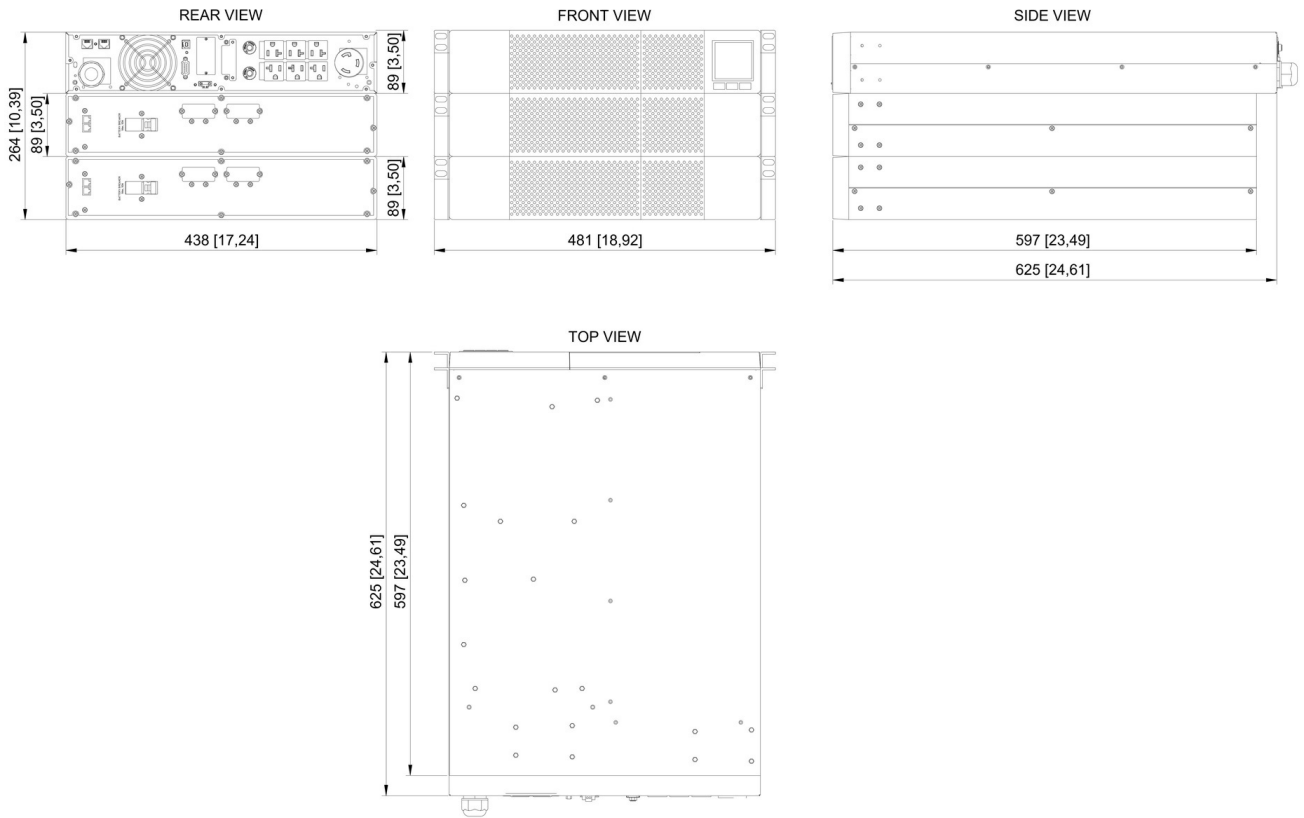 REAR VIEW
FRONT VIEW
SIDE VIEW
264 [10,39]
89 [3,50]
89 [3,50]
89 [3,50]
438 [17,24]
481 [18,92]
597 [23,49]
625 [24,61]
TOP VIEW
625 [24,61]
597 [23,49]